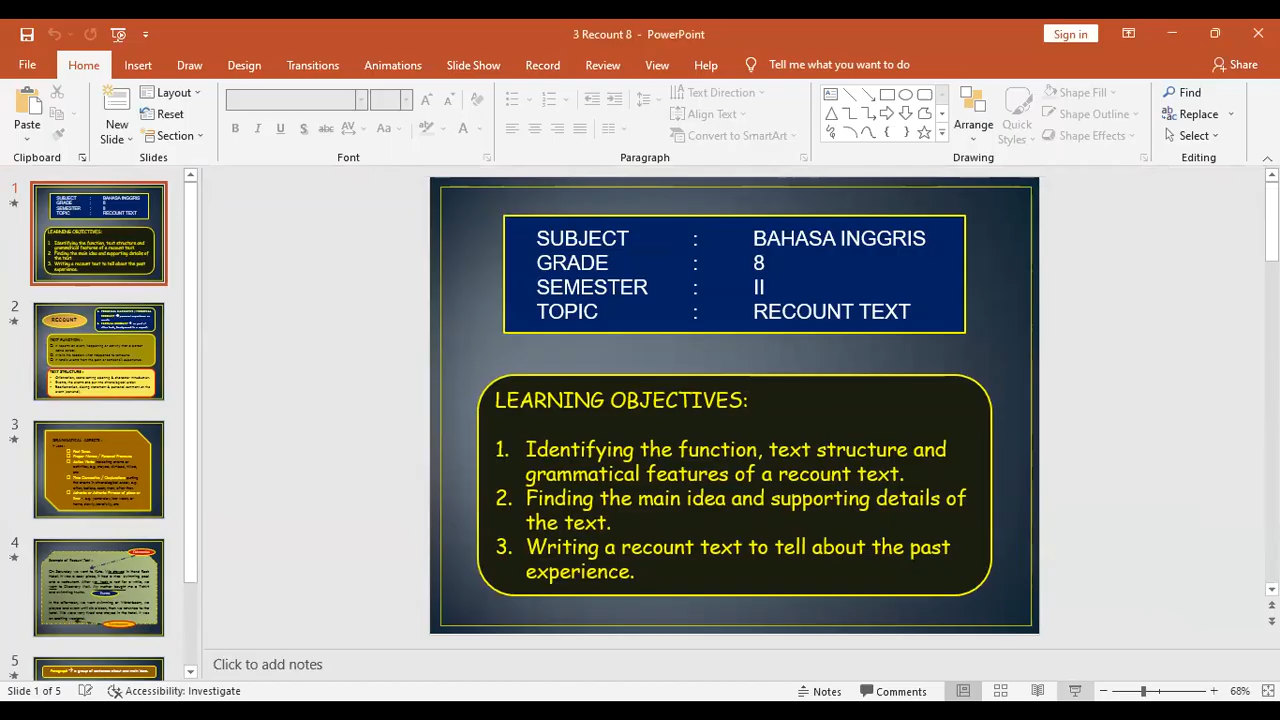 3 Recount 8 - PowerPoint
Sign in
File Home Insert Draw Design Transitions Animations Slide Show Record Review View Help Tell me what you want to do Share
Paste
Clipboard
New Slide
Layout
Reset
Section
Slides
Font
Text Direction
Align Text
Convert to SmartArt
Paragraph
Arrange
Quick Styles
Shape Fill
Shape Outline
Shape Effects
Drawing
Find
Replace
Select
Editing
1
SUBJECT : BAHASA INGGRIS
GRADE : 8
SEMESTER : II
TOPIC : RECOUNT TEXT
LEARNING OBJECTIVES:
1. Identifying the function, text structure and
grammatical features of a recount text.
2. Finding the main idea and supporting details of
the text.
3. Writing a recount text to tell about the past
experience.
2
RECOUNT
3
4
5
Click to add notes
Slide 1 of 5 Accessibility: Investigate Notes Comments 68%